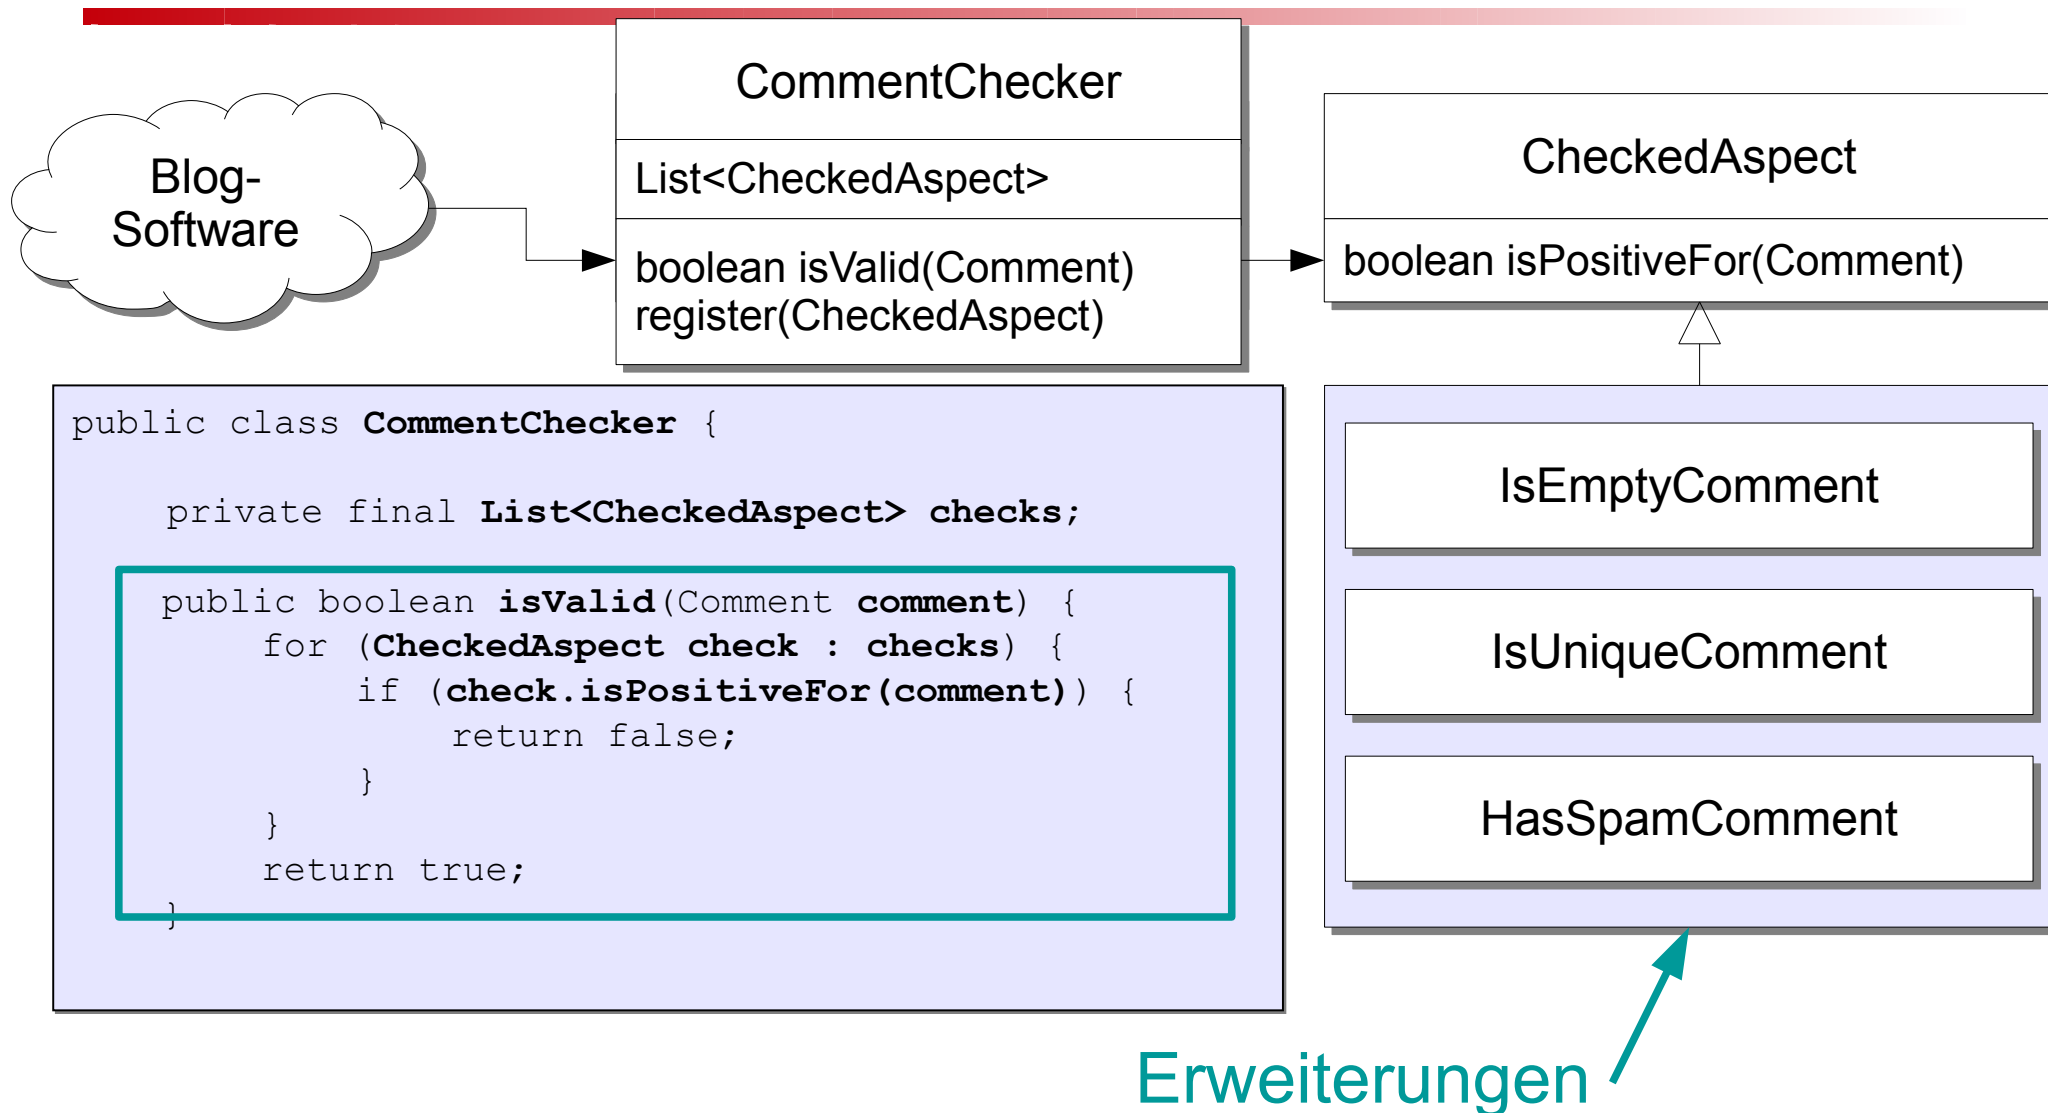 Blog-
Software
CommentChecker
List<CheckedAspect>
boolean isValid(Comment)
register(CheckedAspect)
CheckedAspect
boolean isPositiveFor(Comment)
public class CommentChecker {
private final List<CheckedAspect> checks;
public boolean isValid(Comment comment) {
for (CheckedAspect check : checks) {
if (check.isPositiveFor(comment)) {
return false;
}
}
return true;
}
IsEmptyComment
IsUniqueComment
HasSpamComment
Erweiterungen